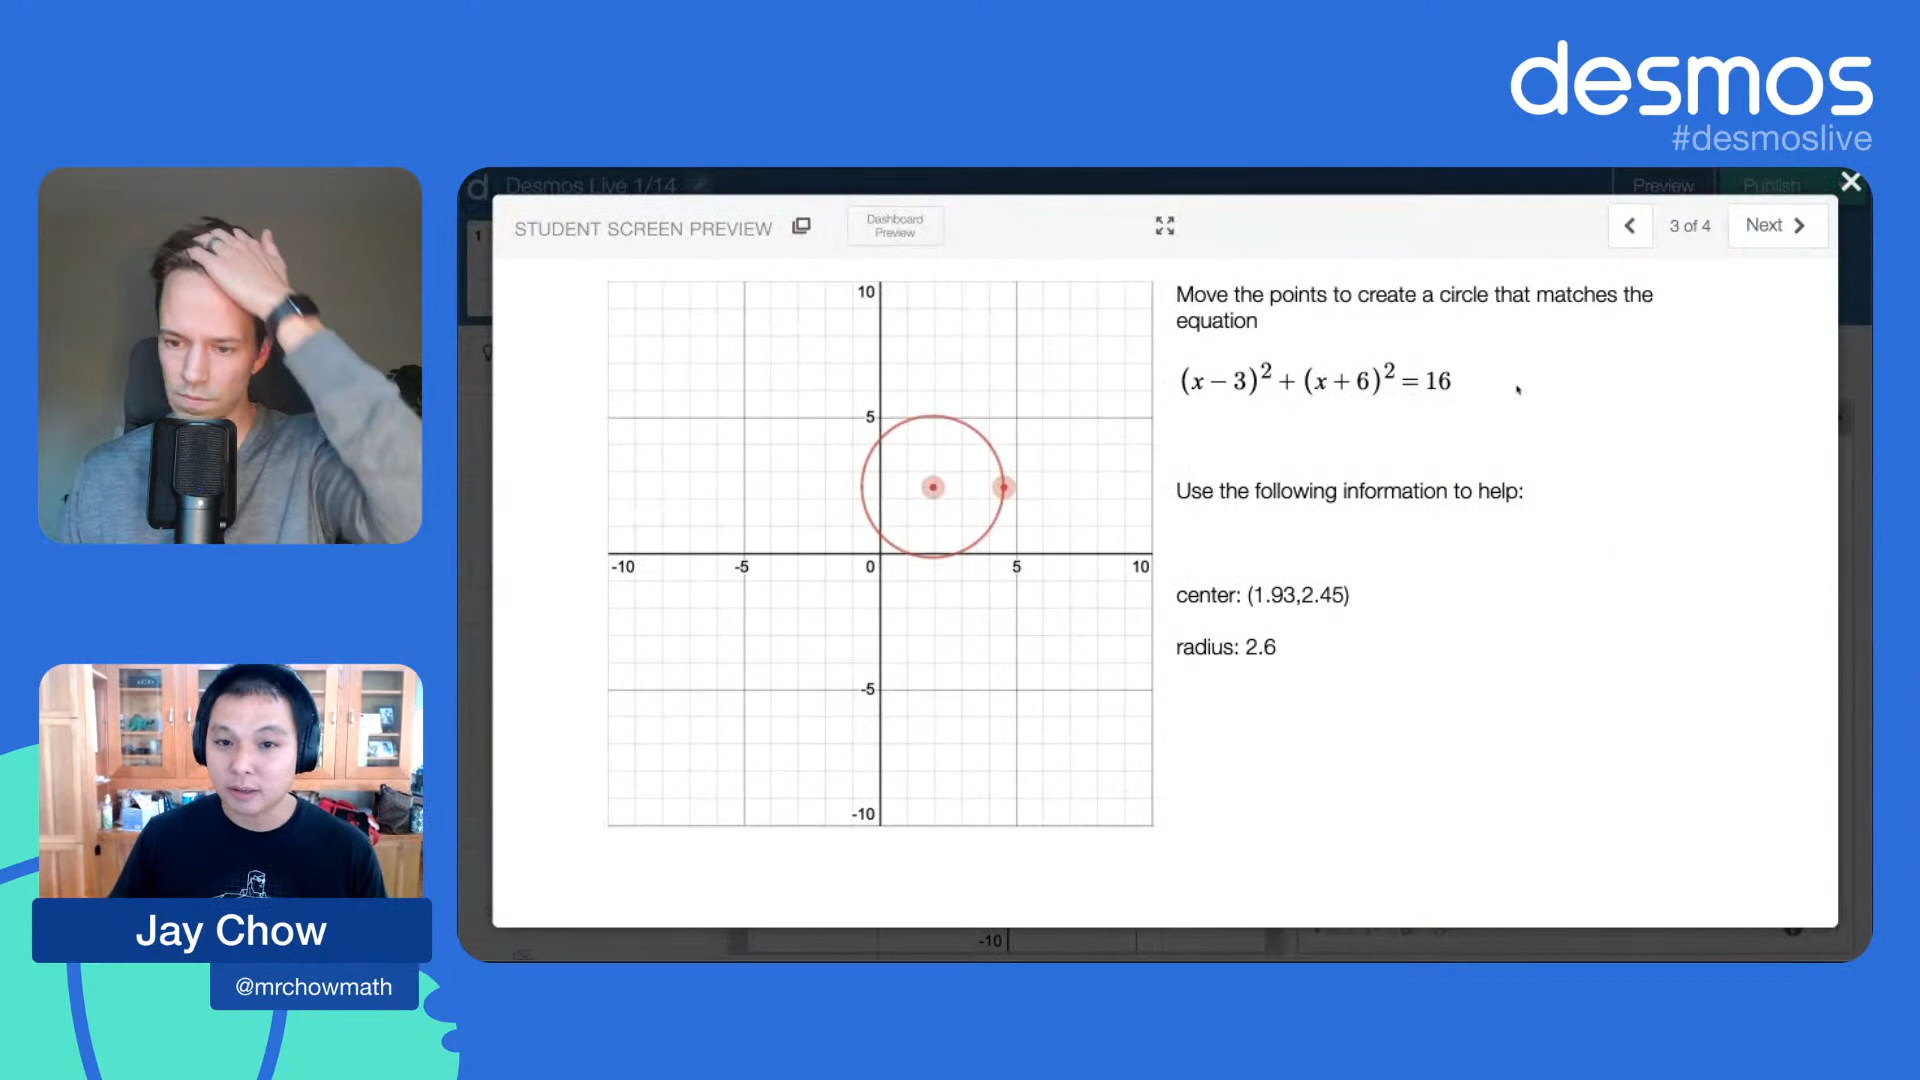 desmos
#desmoslive
Desmos Live 1/14
Preview
Publish
1
STUDENT SCREEN PREVIEW
Dashboard
Preview
3 of 4
Next
10
5
-10
-5
0
5
10
-5
-10
Move the points to create a circle that matches the
equation
(x − 3)² + (x + 6)² = 16
Use the following information to help:
center: (1.93,2.45)
radius: 2.6
-10
Jay Chow
@mrchowmath